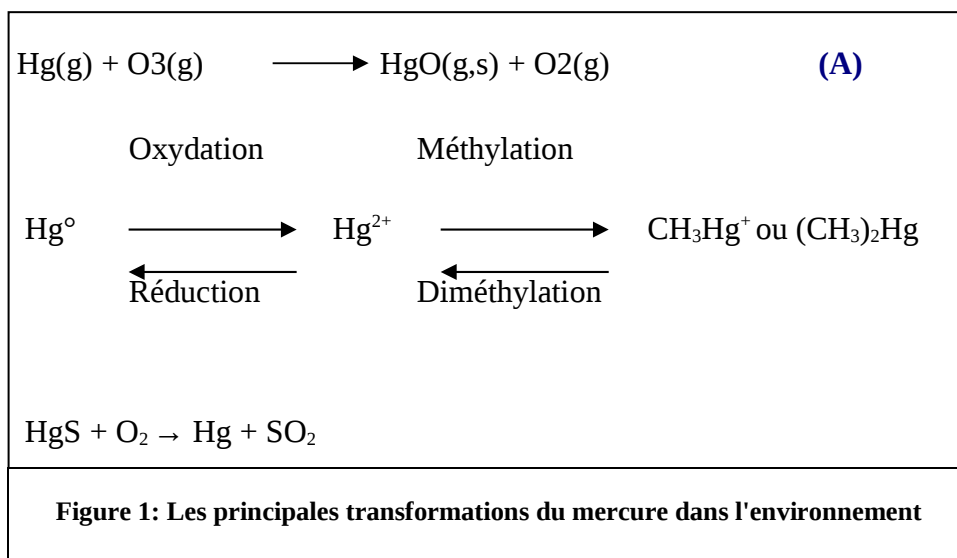 Hg(g) + O3(g) → HgO(g,s) + O2(g) (A)
Oxydation Méthylation
Hg° Hg²⁺ CH₃Hg⁺ ou (CH₃)₂Hg
Réduction Diméthylation
HgS + O₂ → Hg + SO₂
Figure 1: Les principales transformations du mercure dans l'environnement